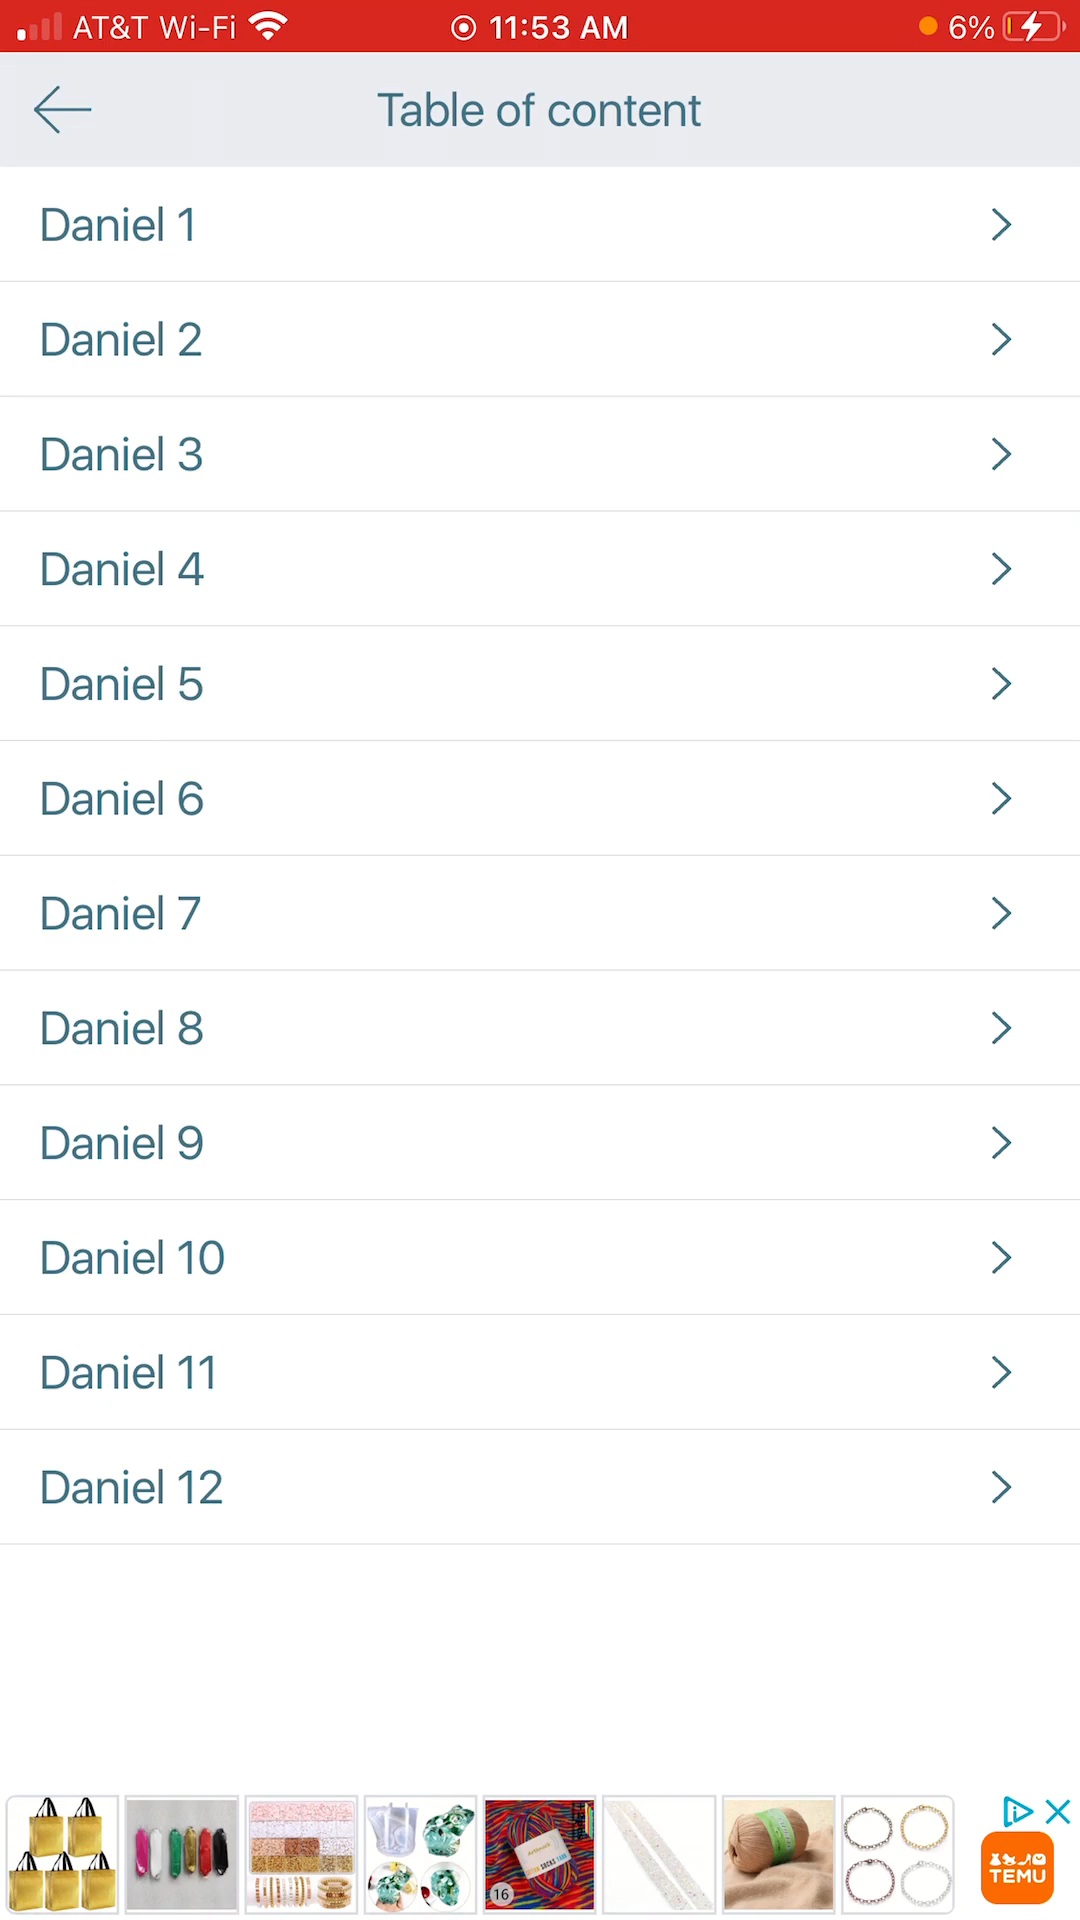 AT&T Wi-Fi 11:53 AM 6%
Table of content
Daniel 1
Daniel 2
Daniel 3
Daniel 4
Daniel 5
Daniel 6
Daniel 7
Daniel 8
Daniel 9
Daniel 10
Daniel 11
Daniel 12
16
TEMU